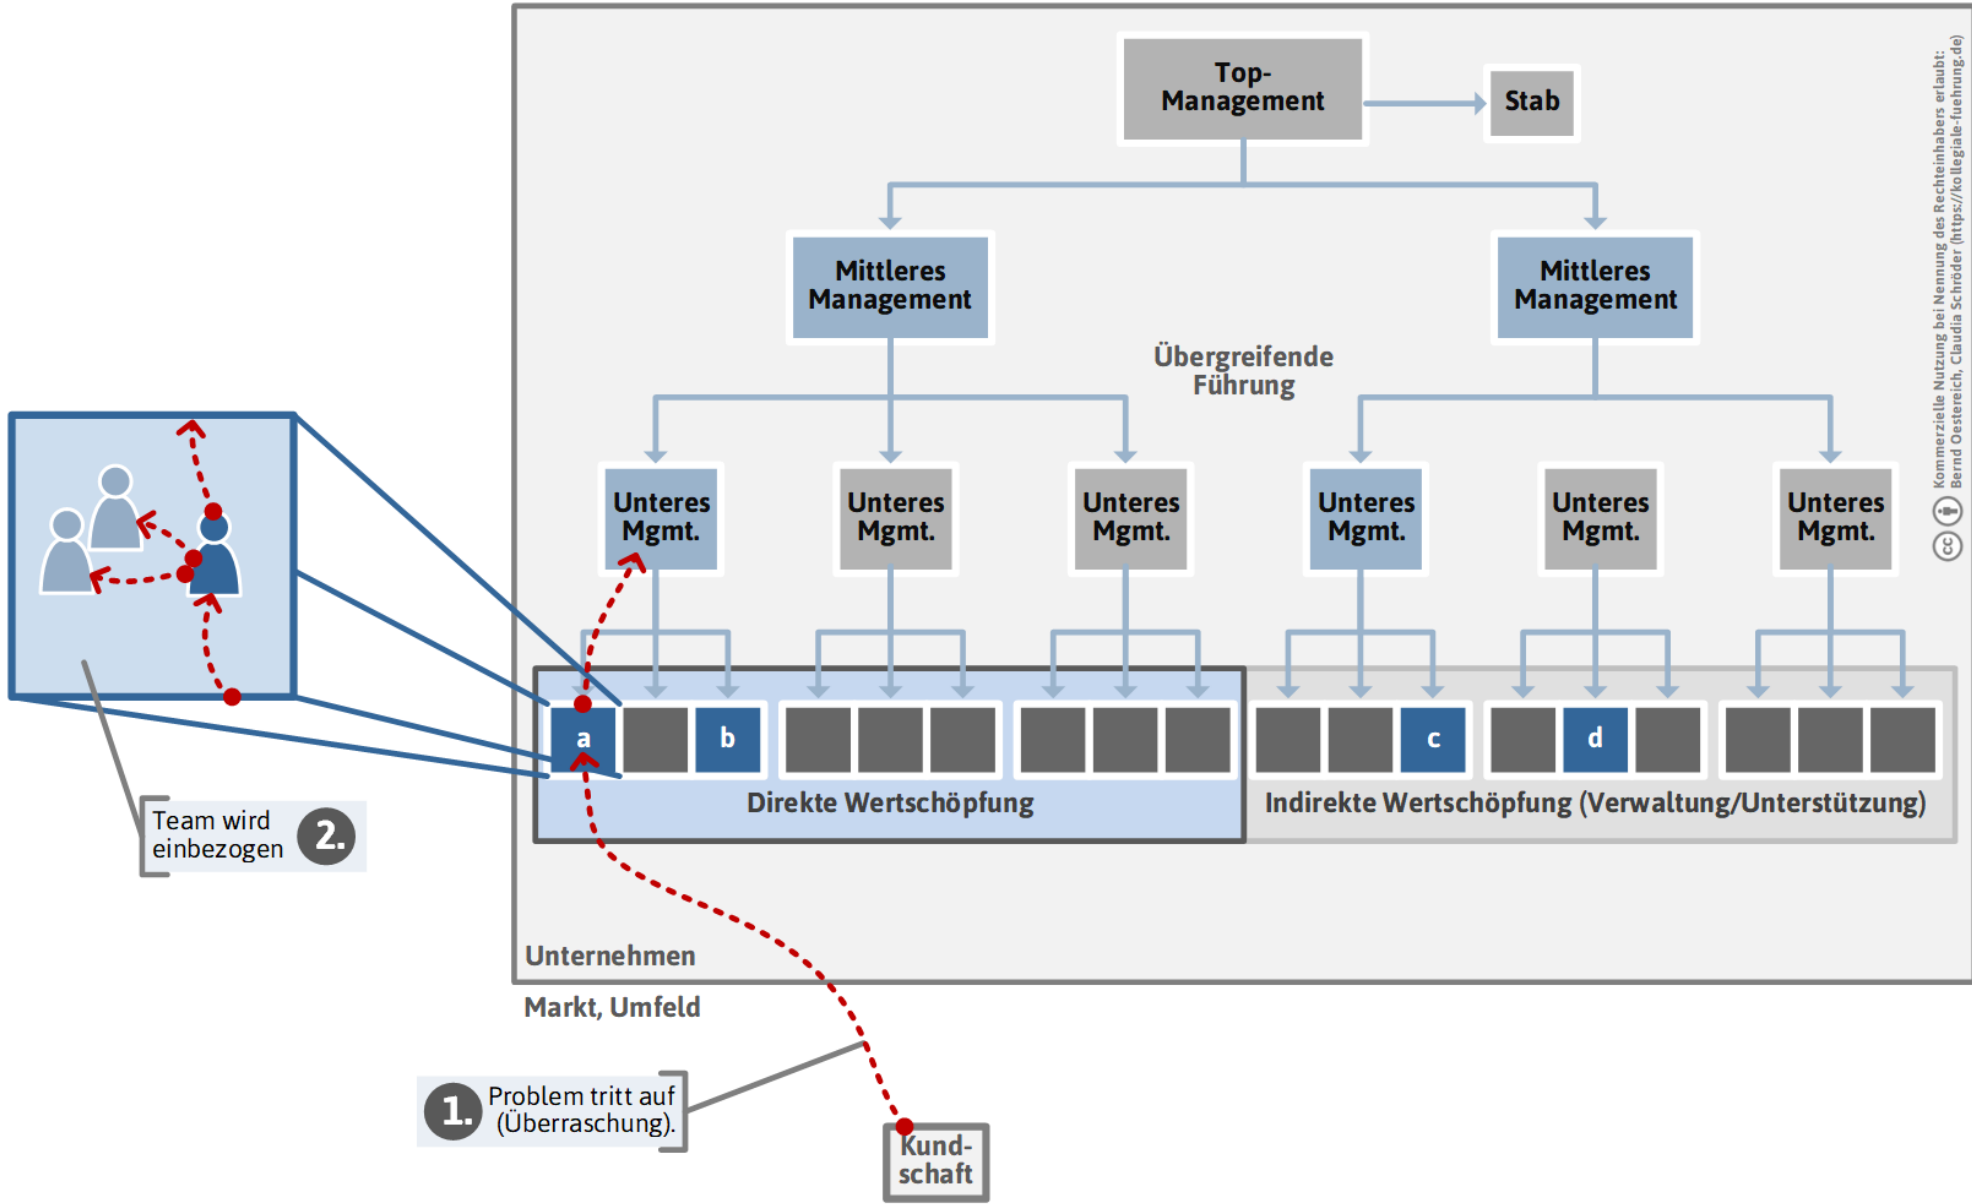 Top-
Management
Stab
Mittleres
Management
Mittleres
Management
Übergreifende
Führung
Unteres
Mgmt.
Unteres
Mgmt.
Unteres
Mgmt.
Unteres
Mgmt.
Unteres
Mgmt.
Unteres
Mgmt.
a
b
c
d
Direkte Wertschöpfung
Indirekte Wertschöpfung (Verwaltung/Unterstützung)
Team wird
einbezogen
2.
Unternehmen
Markt, Umfeld
1.
Problem tritt auf
(Überraschung).
Kund-
schaft
Kommerzielle Nutzung bei Nennung des Rechteinhabers erlaubt:
Bernd Oestereich, Claudia Schröder (https://kollegiale-fuehrung.de)
cc